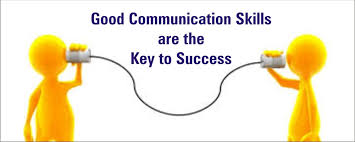 Good Communication Skills
are the
Key to Success